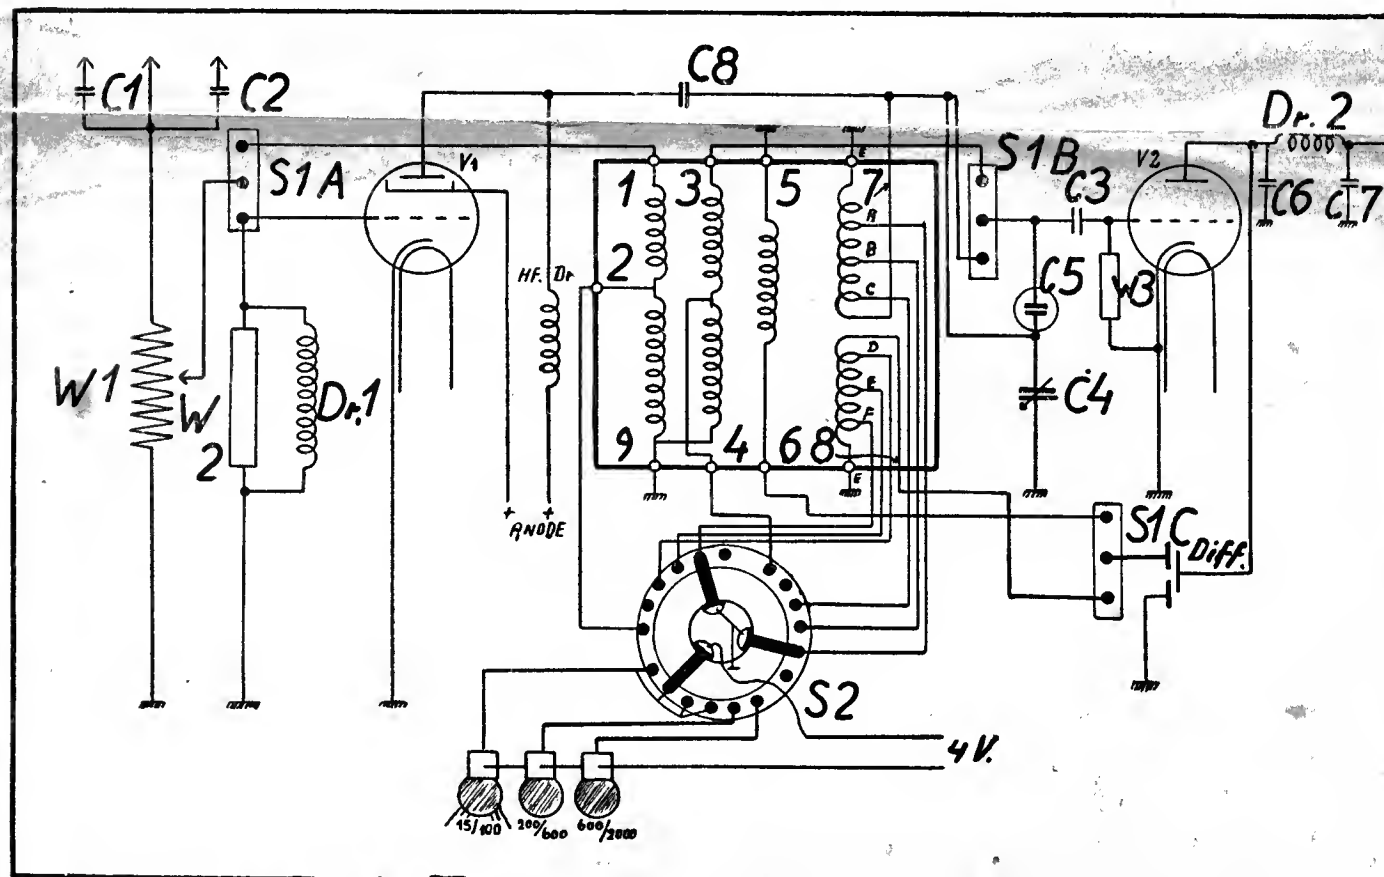 C1
C2
C8
S1A
V1
S1B
C3
V2
Dr. 2
C6
C7
1
3
5
7
E
A
B
C
2
HF. Dr
C5
W3
W1
W
2
Dr.1
C4
D
E
F
9
4
6
8
E
+ +
ANODE
S1C
Diff.
S2
4V.
15/100
200/600
600/2000